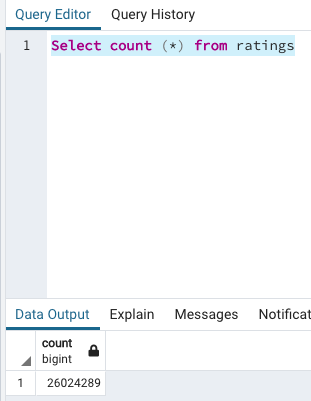 Query Editor Query History
1 Select count (*) from ratings
Data Output Explain Messages Notificat
count
bigint
1 26024289